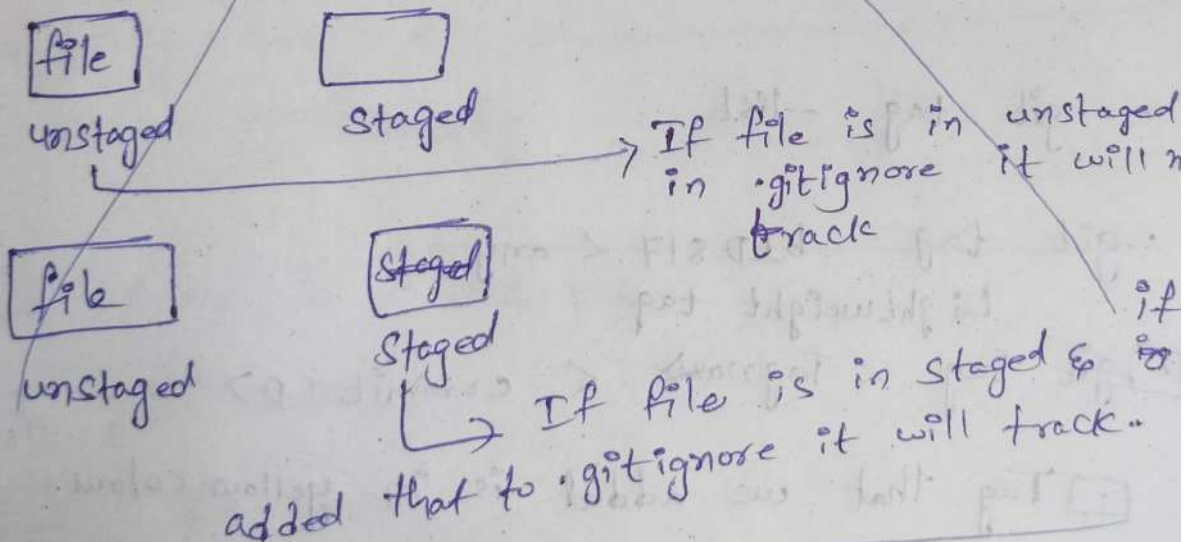 file
unstaged
staged
If file is in unstaged
in .gitignore it will
track
file
staged
unstaged
staged
if
If file is in staged &
added that to .gitignore it will track..